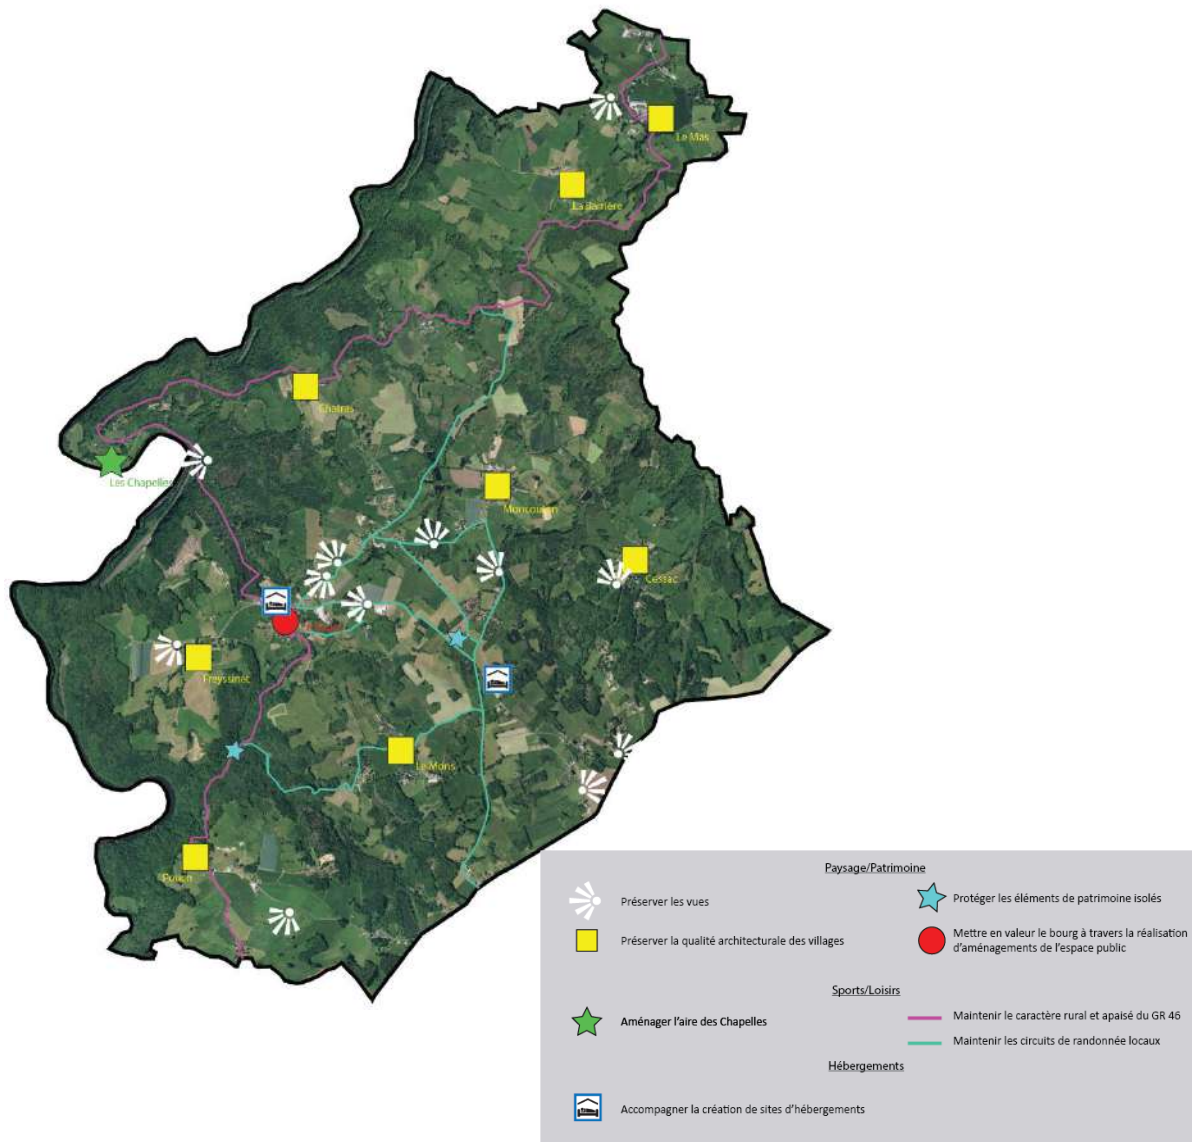 Le Mas
La Barrière
Chatras
Les Chapelles
Cessac
Freyssinet
Le Mons
Pouch
Paysage/Patrimoine
Préserver les vues
Protéger les éléments de patrimoine isolés
Préserver la qualité architecturale des villages
Mettre en valeur le bourg à travers la réalisation
d'aménagements de l'espace public
Sports/Loisirs
Aménager l'aire des Chapelles
Maintenir le caractère rural et apaisé du GR 46
Maintenir les circuits de randonnée locaux
Hébergements
Accompagner la création de sites d'hébergements